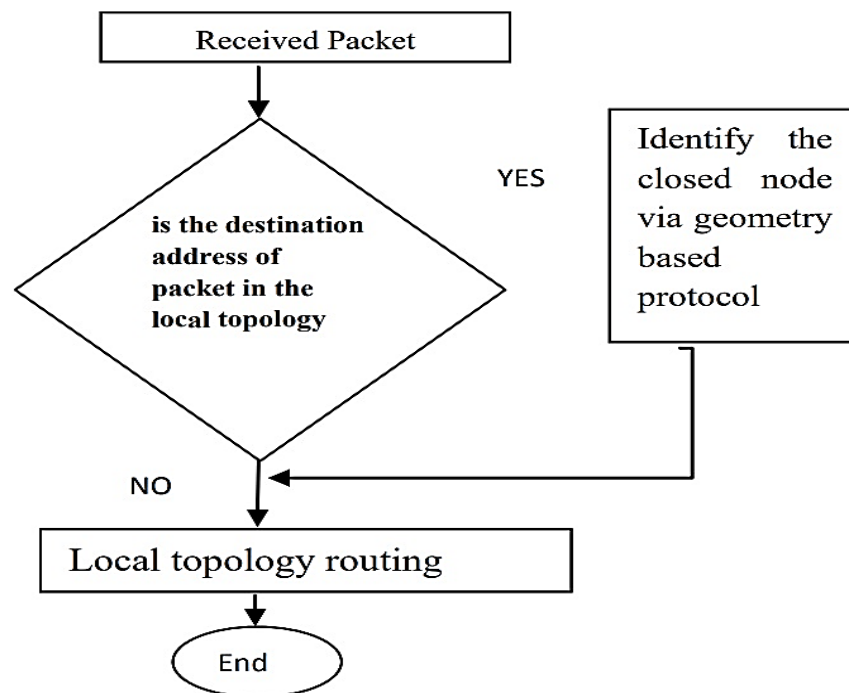 Received Packet
YES
is the destination
address of
packet in the
local topology
Identify the
closed node
via geometry
based
protocol
NO
Local topology routing
End